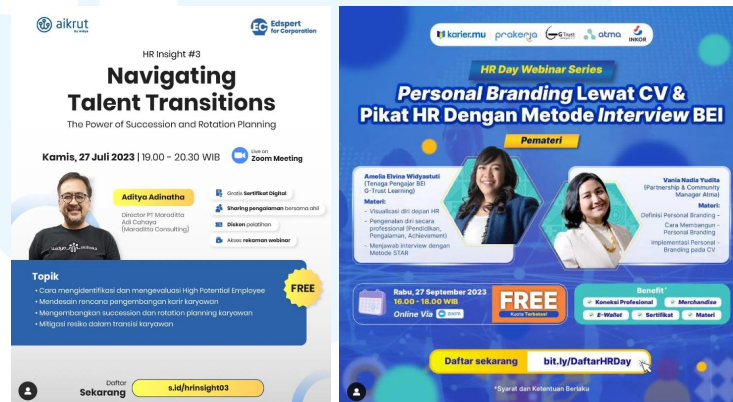 aikrut
by widya
Edspert
for Corporation
HR Insight #3
Navigating
Talent Transitions
The Power of Succession and Rotation Planning
Kamis, 27 Juli 2023 | 19.00 - 20.30 WIB
Live on
Zoom Meeting
Aditya Adinatha
Director PT Maraditta
Adi Cahaya
(Maraditta Consulting)
Gratis Sertifikat Digital
Sharing pengalaman bersama ahli
Diskon pelatihan
Akses rekaman webinar
Topik
• Cara mengidentifikasi dan mengevaluasi High Potential Employee
• Mendesain rencana pengembangan karir karyawan
• Mengembangkan succession dan rotation planning karyawan
• Mitigasi resiko dalam transisi karyawan
FREE
Daftar
Sekarang
s.id/hrinsight03
karier.mu
prakerja
GTrust
atma
INKOR
HR Day Webinar Series
Personal Branding Lewat CV &
Pikat HR Dengan Metode Interview BEI
Pemateri
Amelia Elvina Widyastuti
(Tenaga Pengajar BEI
G-Trust Learning)
Materi:
- Visualisasi diri depan HR
- Pengenalan diri secara
professional (Pendidikan,
Pengalaman, Achievement)
- Menjawab Interview dengan
Metode STAR
Vania Nadia Yudita
(Partnership & Community
Manager Atma)
Materi:
Definisi Personal Branding -
Cara Membangun -
Personal Branding
Implementasi Personal -
Branding pada CV
Rabu, 27 September 2023
16.00 - 18.00 WIB
Online Via zoom
FREE
Kuota Terbatas!
Benefit*
Koneksi Profesional
Merchandise
E-Wallet
Sertifikat
Materi
Daftar sekarang
bit.ly/DaftarHRDay
*Syarat dan Ketentuan Berlaku